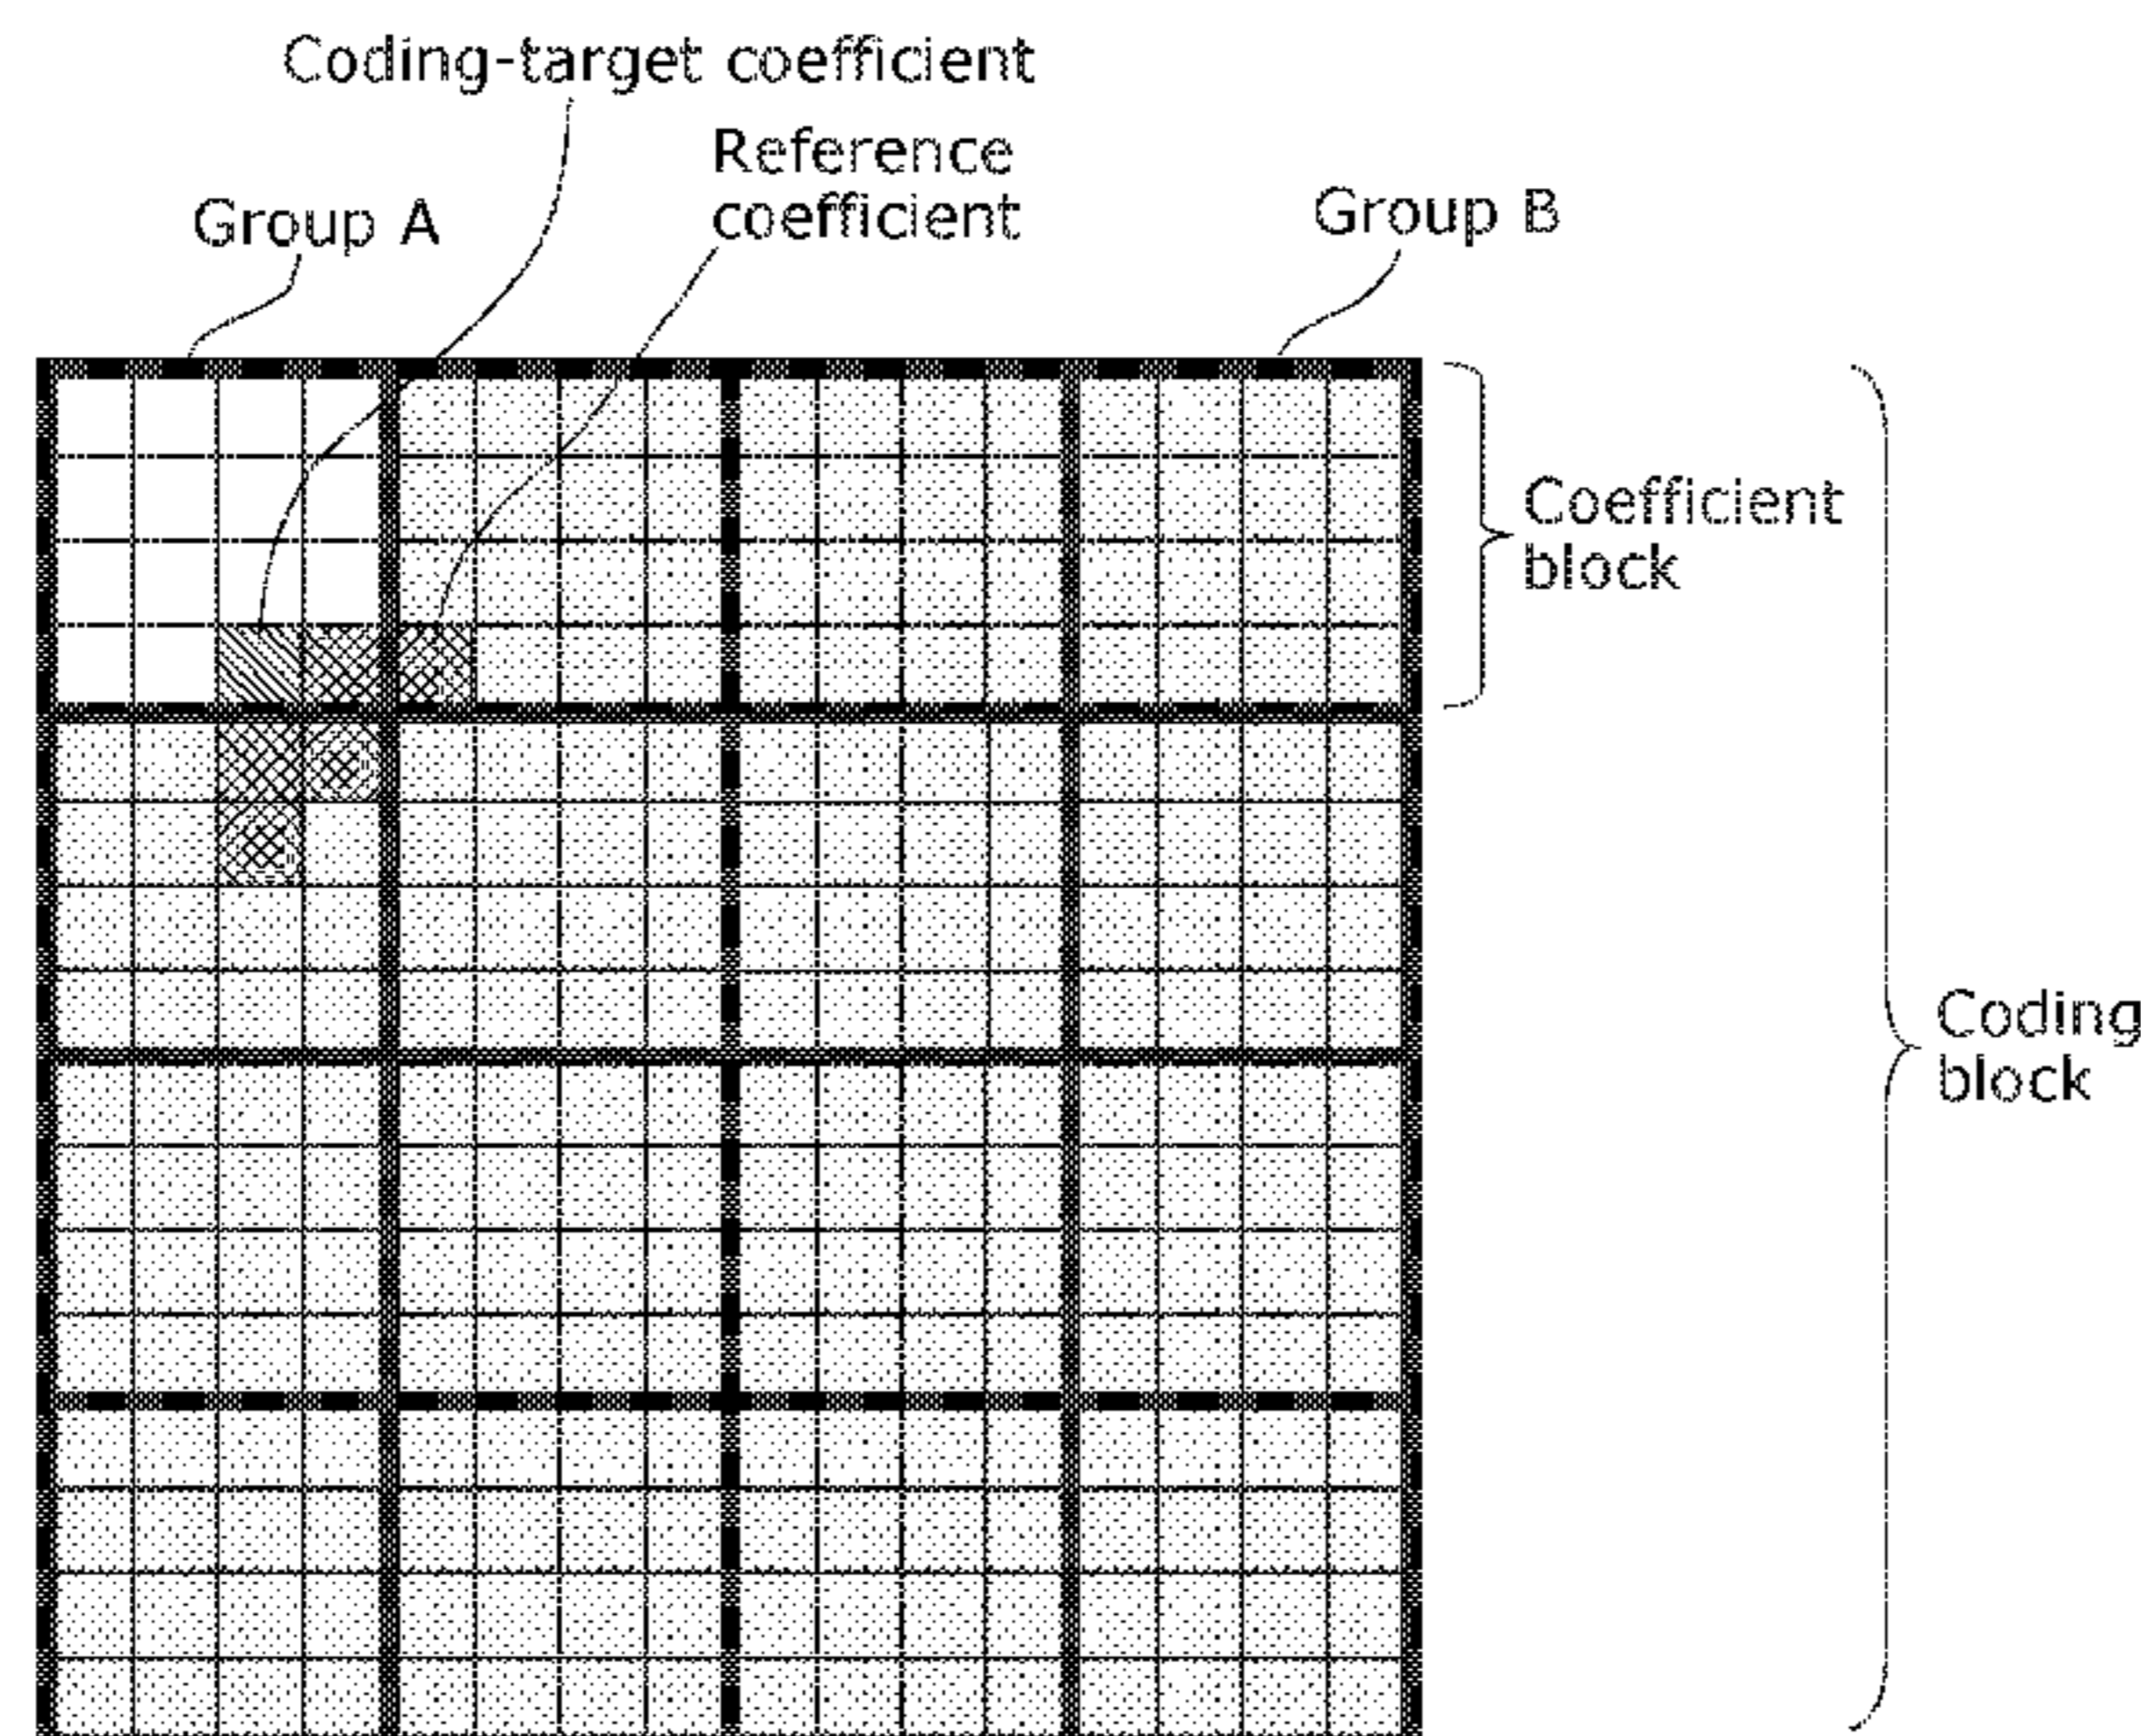 Coding-target coefficient
Reference
coefficient
Group A
Group B
Coefficient
block
Coding
block